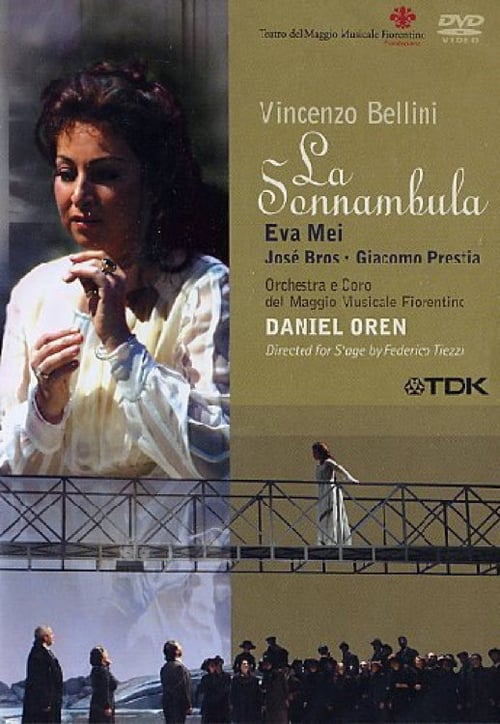 Teatro del Maggio Musicale Fiorentino
Fondazione
DVD
VIDEO
Vincenzo Bellini
La
Sonnambula
Eva Mei
José Bros · Giacomo Prestia
Orchestra e Coro
del Maggio Musicale Fiorentino
DANIEL OREN
Directed for Stage by Federico Tiezzi
TDK